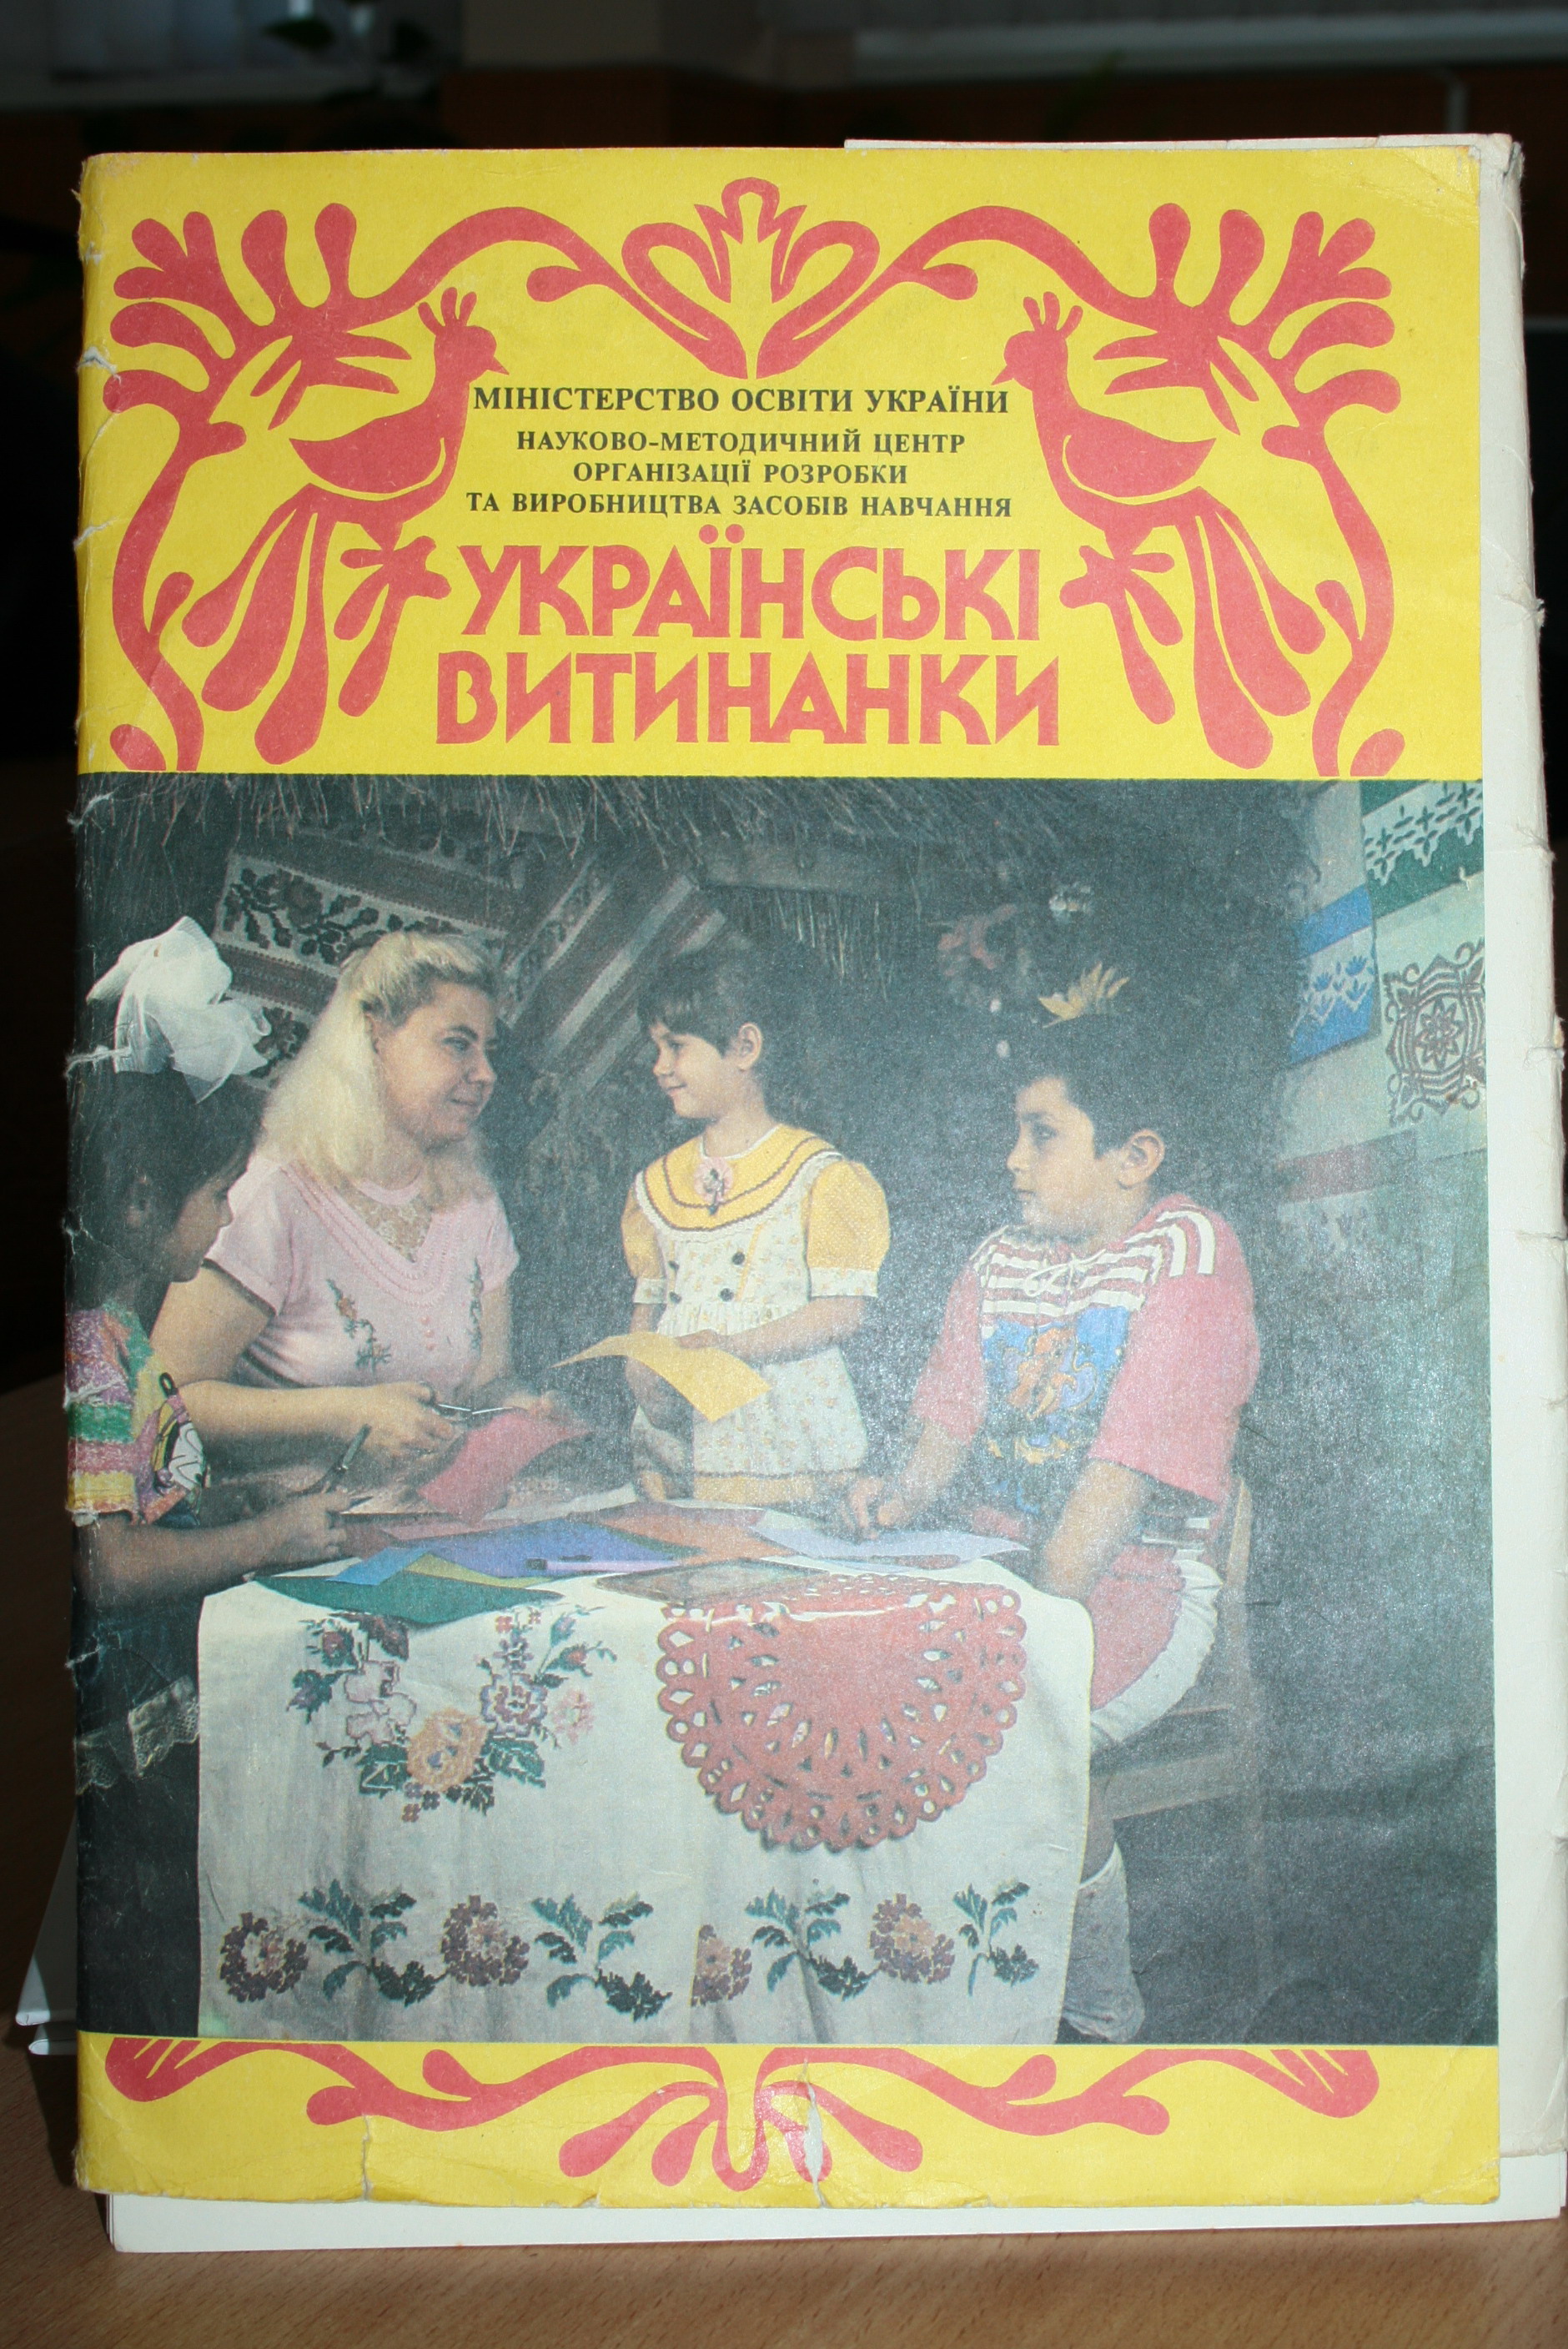 МІНІСТЕРСТВО ОСВІТИ УКРАЇНИ
НАУКОВО-МЕТОДИЧНИЙ ЦЕНТР
ОРГАНІЗАЦІЇ РОЗРОБКИ
ТА ВИРОБНИЦТВА ЗАСОБІВ НАВЧАННЯ
УКРАЇНСЬКІ
ВИТИНАНКИ